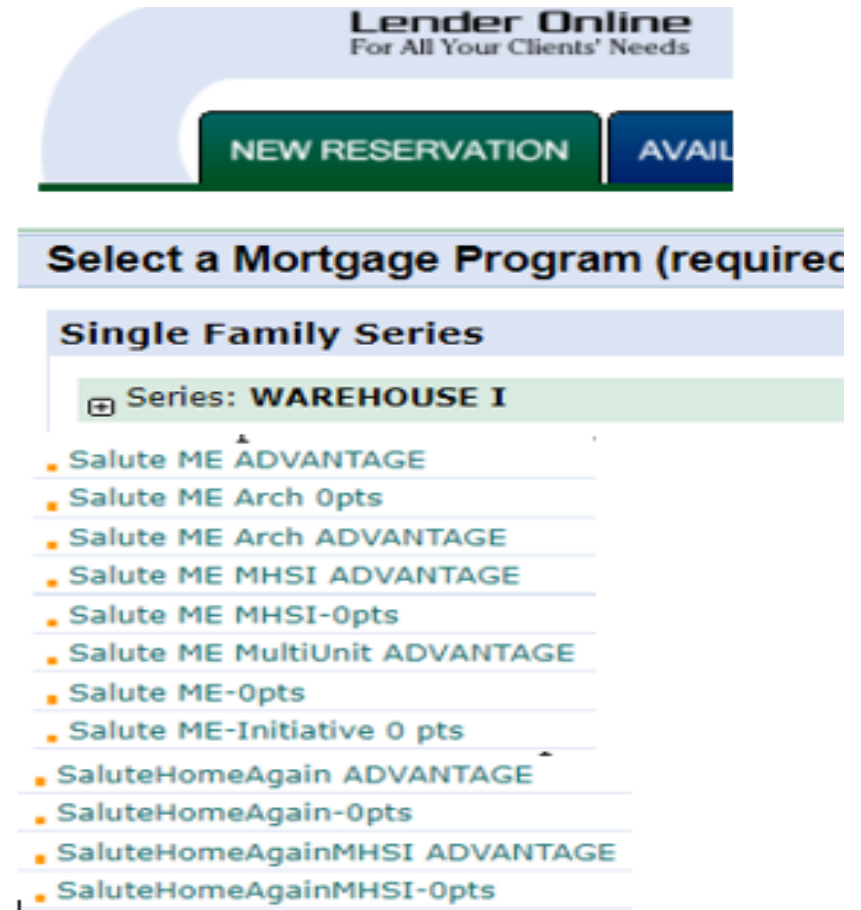 Lender Online
For All Your Clients' Needs
NEW RESERVATION
AVAIL
Select a Mortgage Program (required
Single Family Series
Series: WAREHOUSE I
Salute ME ADVANTAGE
Salute ME Arch 0pts
Salute ME Arch ADVANTAGE
Salute ME MHSI ADVANTAGE
Salute ME MHSI-0pts
Salute ME MultiUnit ADVANTAGE
Salute ME-0pts
Salute ME-Initiative 0 pts
SaluteHomeAgain ADVANTAGE
SaluteHomeAgain-0pts
SaluteHomeAgainMHSI ADVANTAGE
SaluteHomeAgainMHSI-0pts